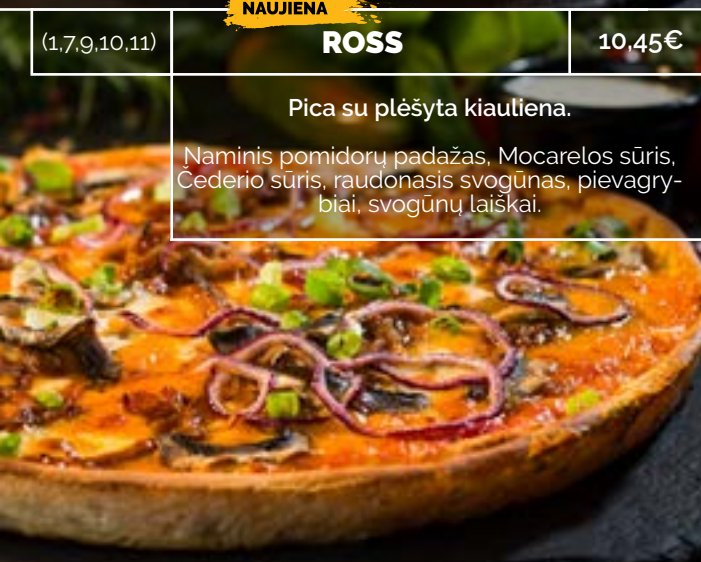 NAUJIENA
(1,7,9,10,11)
ROSS
10,45€
Pica su plėšyta kiauliena.
Naminis pomidorų padažas, Mocarelos sūris,
Čederio sūris, raudonasis svogūnas, pievagry-
biai, svogūnų laiškai.